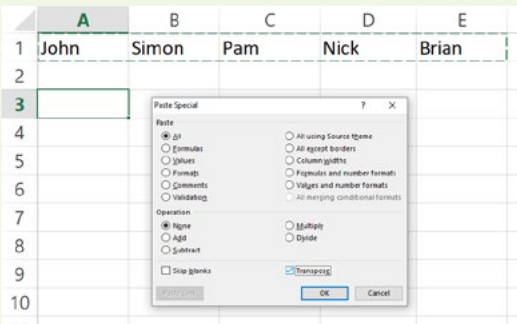 A B C D E
1 John Simon Pam Nick Brian
2
3
4
5
6
7
8
9
10
Paste Special ? ×
Paste
All All using Source theme
Formulas All except borders
Values Column widths
Formats Formulas and number formats
Comments Values and number formats
Validation All merging conditional formats
Operation
None Multiply
Add Divide
Subtract
Skip blanks Transpose
Paste Link OK Cancel